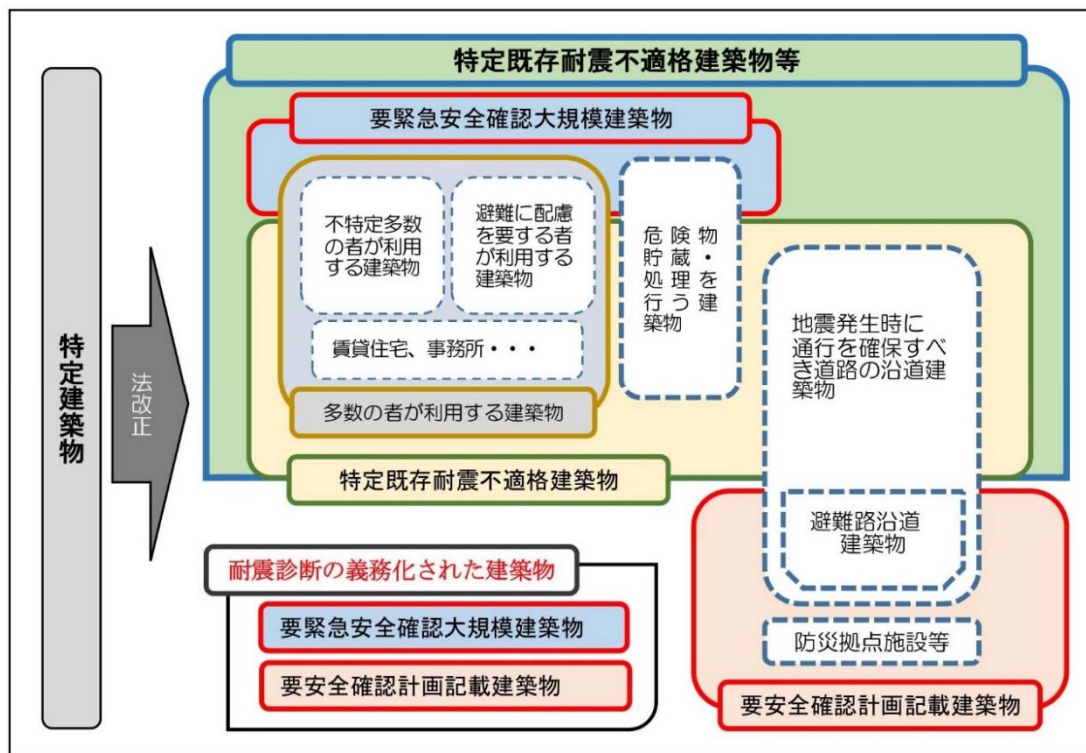 特定建築物
法改正
特定既存耐震不適格建築物等
要緊急安全確認大規模建築物
不特定多数
の者が利用
する建築物
避難に配慮
を要する者
が利用する
建築物
賃貸住宅、事務所・・・
多数の者が利用する建築物
危険物
貯蔵・
処理を
行う建
築物
地震発生時に
通行を確保すべ
き道路の沿道建
築物
特定既存耐震不適格建築物
避難路沿道
建築物
防災拠点施設等
要安全確認計画記載建築物
耐震診断の義務化された建築物
要緊急安全確認大規模建築物
要安全確認計画記載建築物